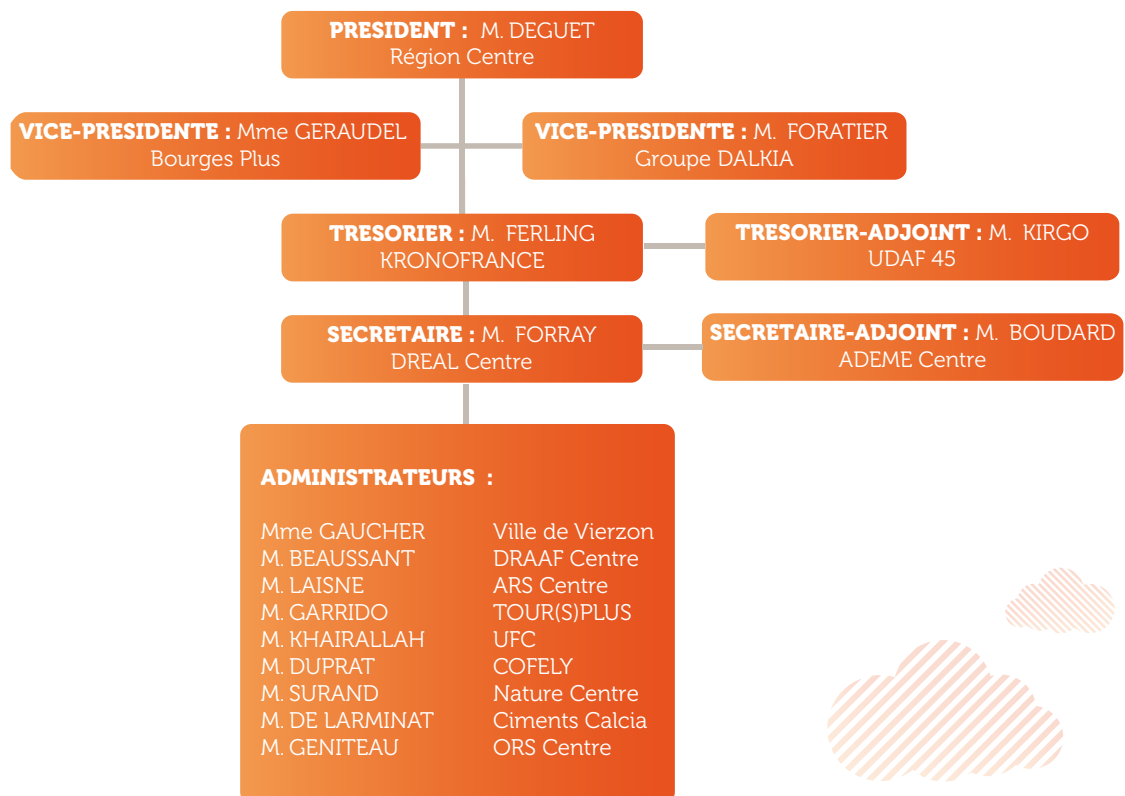 PRESIDENT : M. DEGUET
Région Centre
VICE-PRESIDENTE : Mme GERAUDEL
Bourges Plus
VICE-PRESIDENTE : M. FORATIER
Groupe DALKIA
TRESORIER : M. FERLING
KRONOFRANCE
TRESORIER-ADJOINT : M. KIRGO
UDAF 45
SECRETAIRE : M. FORRAY
DREAL Centre
SECRETAIRE-ADJOINT : M. BOUDARD
ADEME Centre
ADMINISTRATEURS :
Mme GAUCHER Ville de Vierzon
M. BEAUSSANT DRAAF Centre
M. LAISNE ARS Centre
M. GARRIDO TOUR(S)PLUS
M. KHAIRALLAH UFC
M. DUPRAT COFELY
M. SURAND Nature Centre
M. DE LARMINAT Ciments Calcia
M. GENITEAU ORS Centre